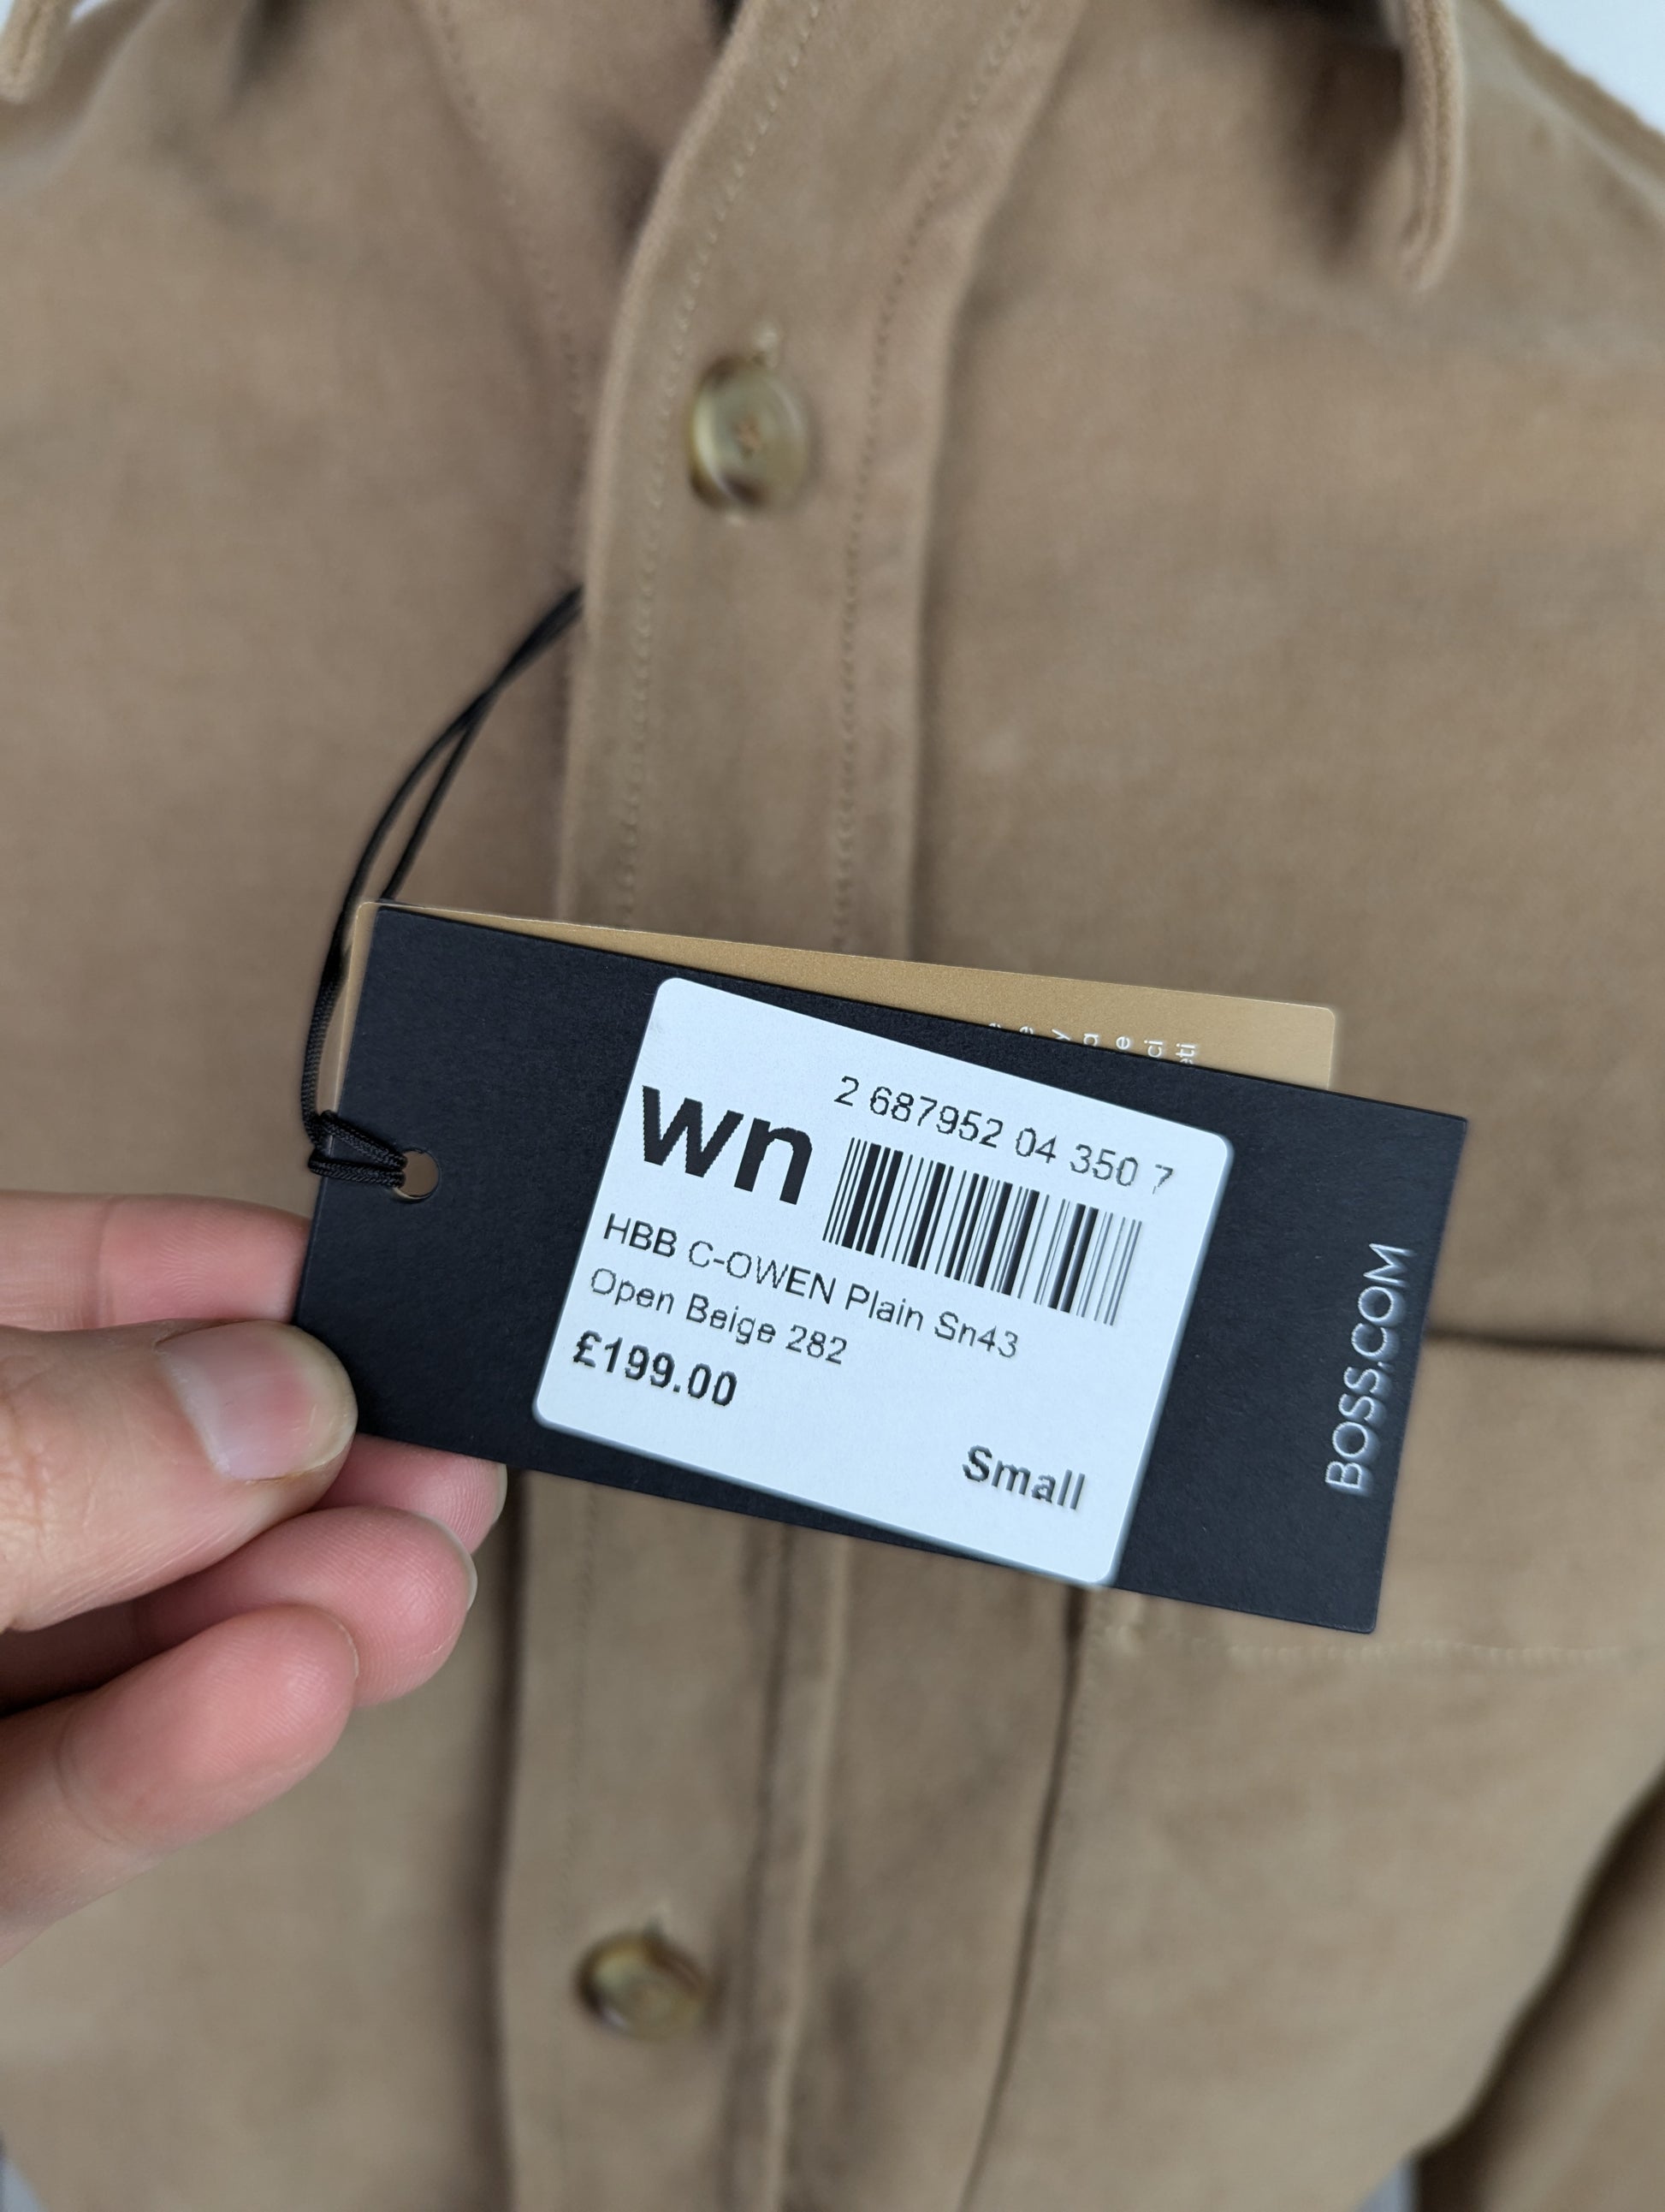 2 687952 04 350 7
wn
HBB C-OWEN Plain Sn43
Open Beige 282
£199.00
Small
BOSS.COM